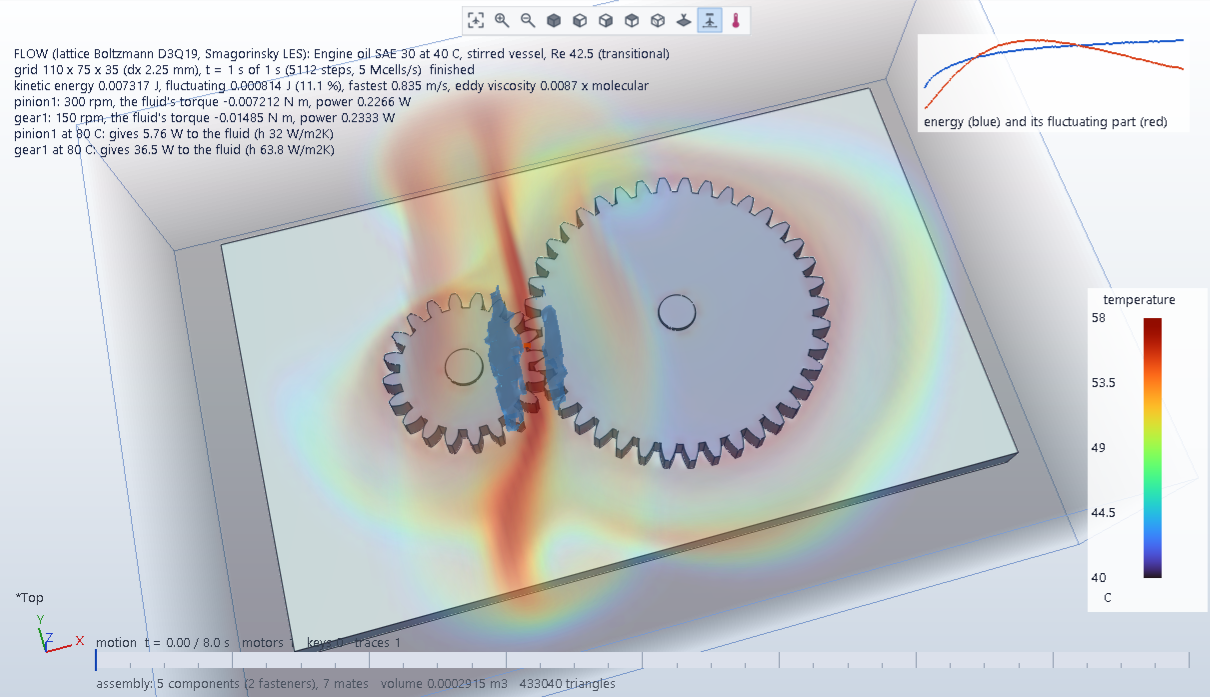 FLOW (lattice Boltzmann D3Q19, Smagorinsky LES): Engine oil SAE 30 at 40 C, stirred vessel, Re 42.5 (transitional)
grid 110 x 75 x 35 (dx 2.25 mm), t = 1 s of 1 s (5112 steps, 5 Mcells/s) finished
kinetic energy 0.007317 J, fluctuating 0.000814 J (11.1 %), fastest 0.835 m/s, eddy viscosity 0.0087 x molecular
pinion1: 300 rpm, the fluid's torque -0.007212 N m, power 0.2266 W
gear1: 150 rpm, the fluid's torque -0.01485 N m, power 0.2333 W
pinion1 at 80 C: gives 5.76 W to the fluid (h 32 W/m2K)
gear1 at 80 C: gives 36.5 W to the fluid (h 63.8 W/m2K)
energy (blue) and its fluctuating part (red)
temperature
58
53.5
49
44.5
40
C
*Top
Y
Z
X
motion t = 0.00 / 8.0 s motors 1 keys 0 traces 1
assembly: 5 components (2 fasteners), 7 mates volume 0.0002915 m3 433040 triangles